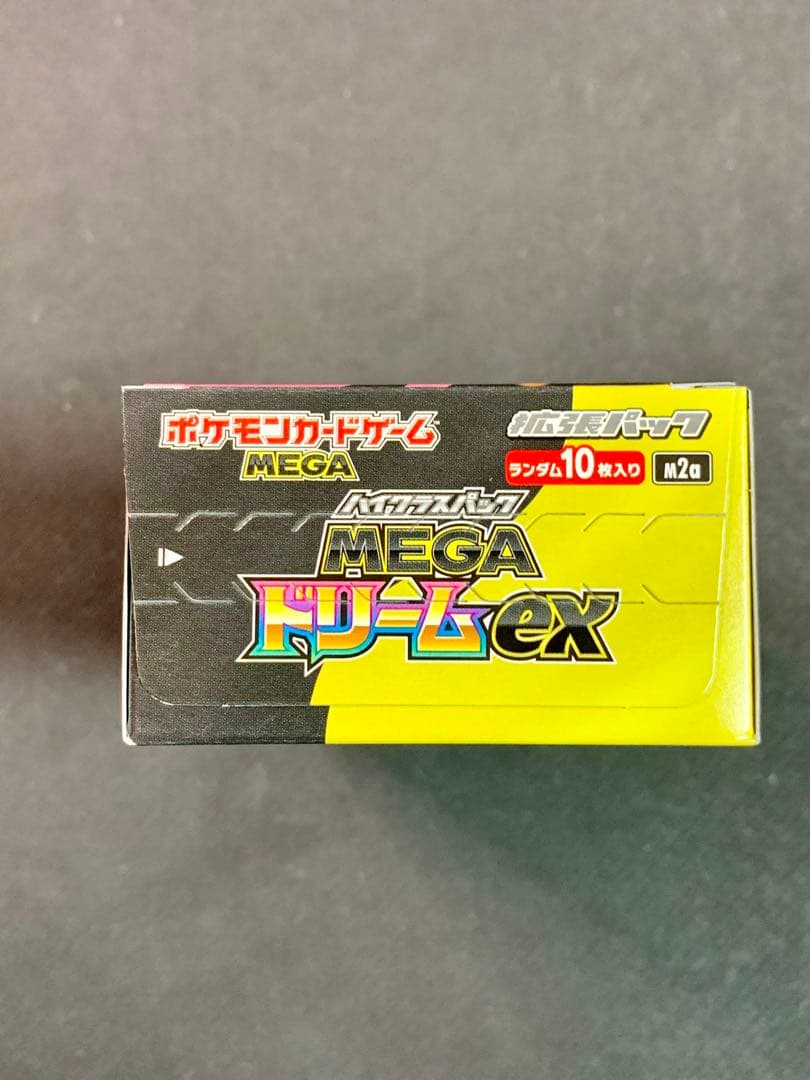 ポケモンカードゲーム
MEGA
拡張パック
ランダム10枚入り M2a
ハイクラスパック
MEGA
ドリームex